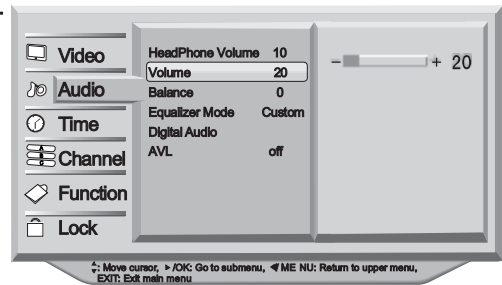 Video
Audio
Time
Channel
Function
Lock
HeadPhone Volume 10
Volume 20
Balance 0
Equalizer Mode Custom
Digital Audio
AVL off
- + 20
: Move cursor, ▶/OK: Go to submenu, ◀/ME NU: Return to upper menu,
EXIT: Exit main menu